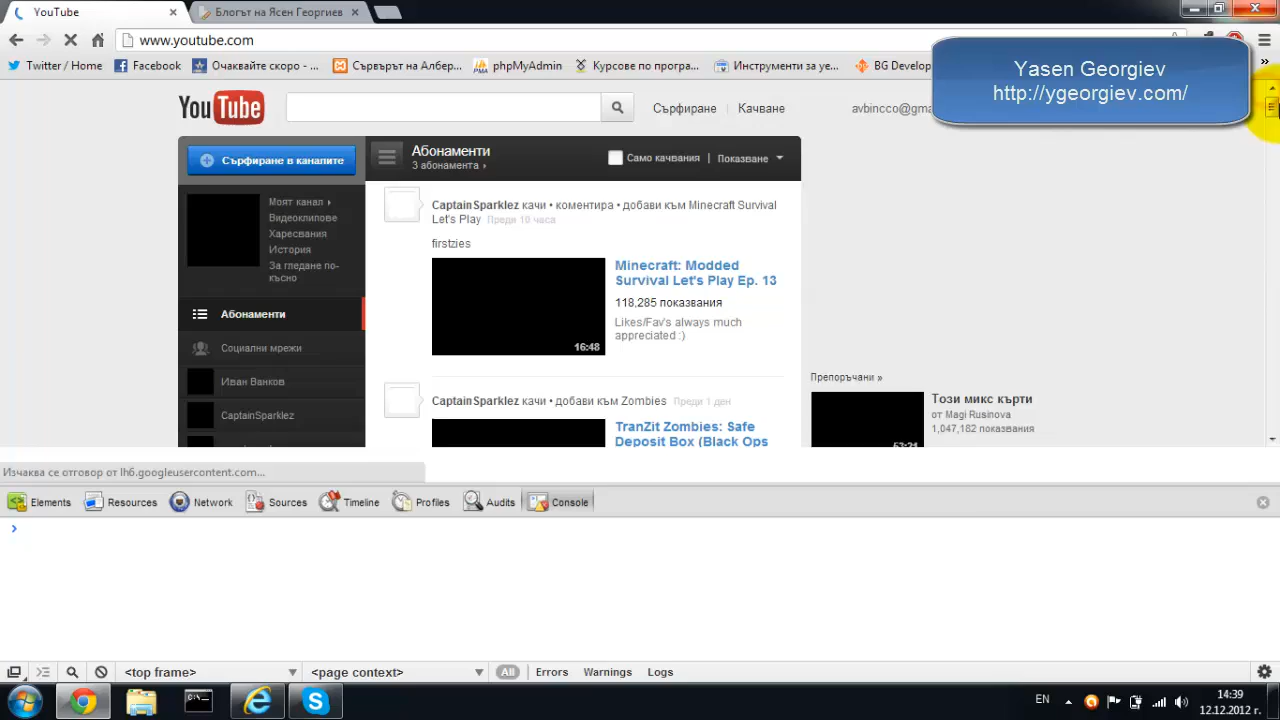 YouTube
Блогът на Ясен Георгиев
www.youtube.com
Twitter / Home
Facebook
Очаквайте скоро - ...
Сървърът на Албер...
phpMyAdmin
Курсове по програ...
Инструменти за уе...
BG Develop
»
Yasen Georgiev
http://ygeorgiev.com/
YouTube
Сърфиране
Качване
avbincco@gma
Сърфиране в каналите
Абонаменти
3 абонамента
Само качвания
Показване
Моят канал
Видеоклипове
Харесвания
История
За гледане по-
късно
Абонаменти
Социални мрежи
Иван Ванков
CaptainSparklez
CaptainSparklez качи • коментира • добави към Minecraft Survival
Let's Play Преди 10 часа
firstzies
16:48
Minecraft: Modded
Survival Let's Play Ep. 13
118,285 показвания
Likes/Fav's always much
appreciated :)
CaptainSparklez качи • добави към Zombies Преди 1 ден
TranZit Zombies: Safe
Deposit Box (Black Ops
Препоръчани »
53:21
Този микс кърти
от Magi Rusinova
1,047,182 показвания
Изчаква се отговор от lh6.googleusercontent.com...
Elements
Resources
Network
Sources
Timeline
Profiles
Audits
Console
<top frame>
<page context>
All
Errors
Warnings
Logs
EN
14:39
12.12.2012 г.